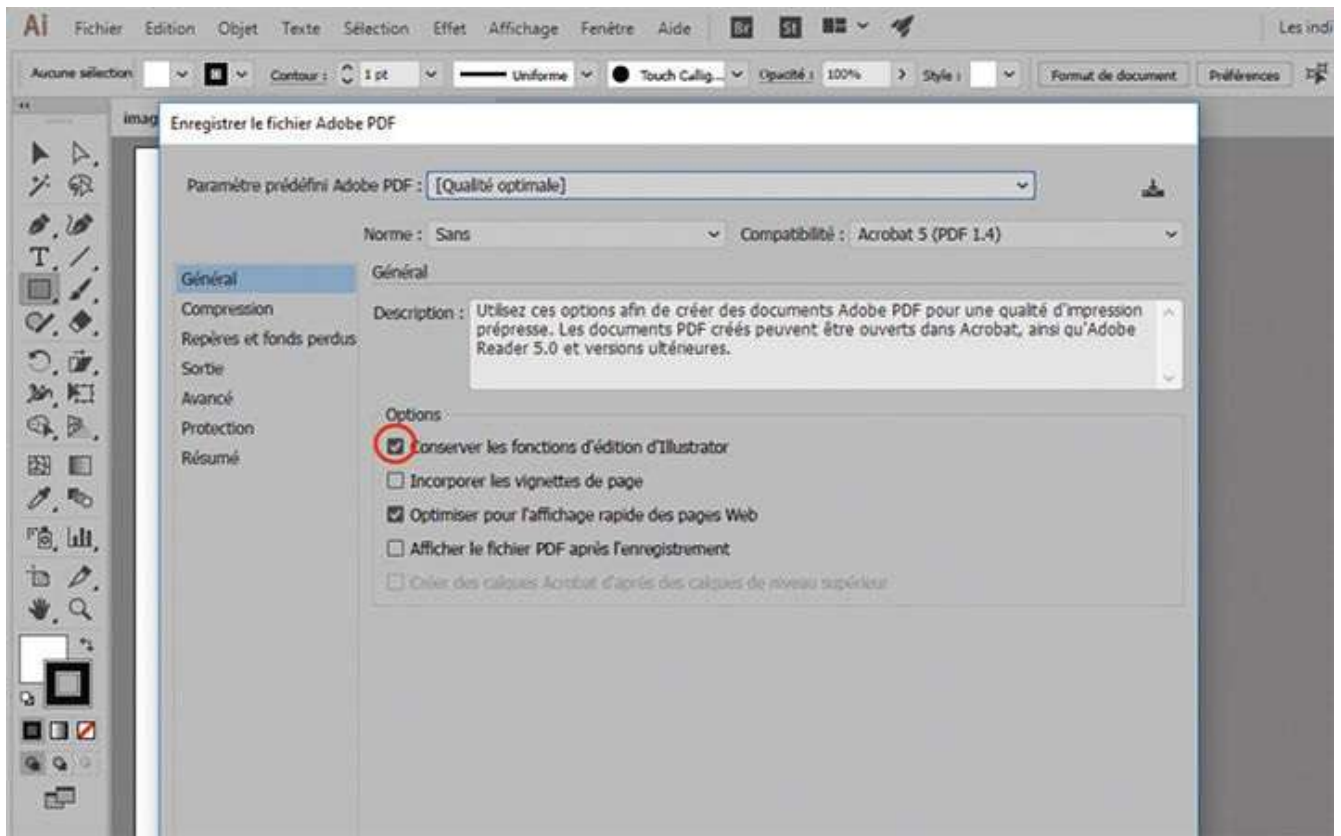 Ai Fichier Edition Objet Texte Sélection Effet Affichage Fenêtre Aide Br St Les indi
Aucune sélection Contour : 1 pt Uniforme Touch Callig... Opacité : 100% Style : Format de document Préférences
imag
Enregistrer le fichier Adobe PDF
Paramètre prédéfini Adobe PDF : [Qualité optimale]
Norme : Sans Compatibilité : Acrobat 5 (PDF 1.4)
Général
Compression
Repères et fonds perdus
Sortie
Avancé
Protection
Résumé
Général
Description : Utilisez ces options afin de créer des documents Adobe PDF pour une qualité d'impression
prépresse. Les documents PDF créés peuvent être ouverts dans Acrobat, ainsi qu'Adobe
Reader 5.0 et versions ultérieures.
Options
Conserver les fonctions d'édition d'Illustrator
Incorporer les vignettes de page
Optimiser pour l'affichage rapide des pages Web
Afficher le fichier PDF après l'enregistrement
Créer des calques Acrobat d'après des calques de niveau supérieur